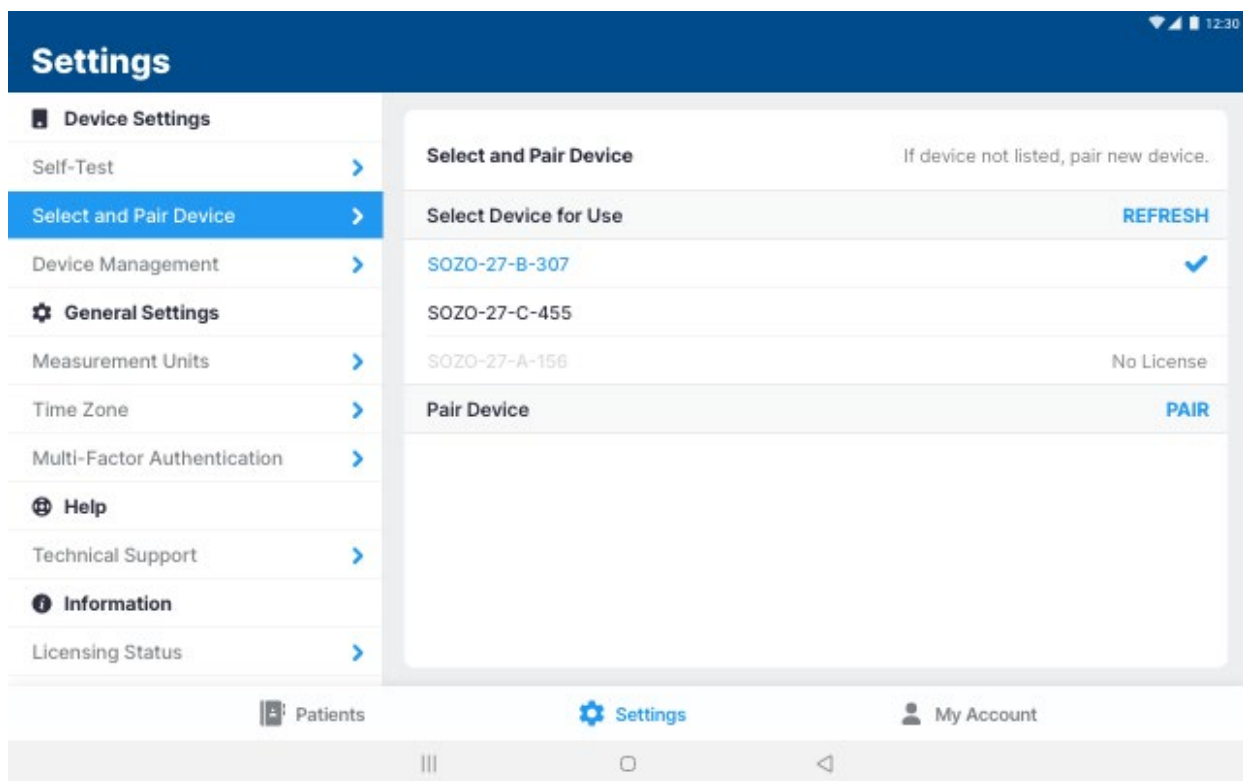 12:30
Settings
Device Settings
Self-Test
Select and Pair Device
Device Management
General Settings
Measurement Units
Time Zone
Multi-Factor Authentication
Help
Technical Support
Information
Licensing Status
Select and Pair Device If device not listed, pair new device.
Select Device for Use REFRESH
SOZO-27-B-307
SOZO-27-C-455
SOZO-27-A-156 No License
Pair Device PAIR
Patients Settings My Account